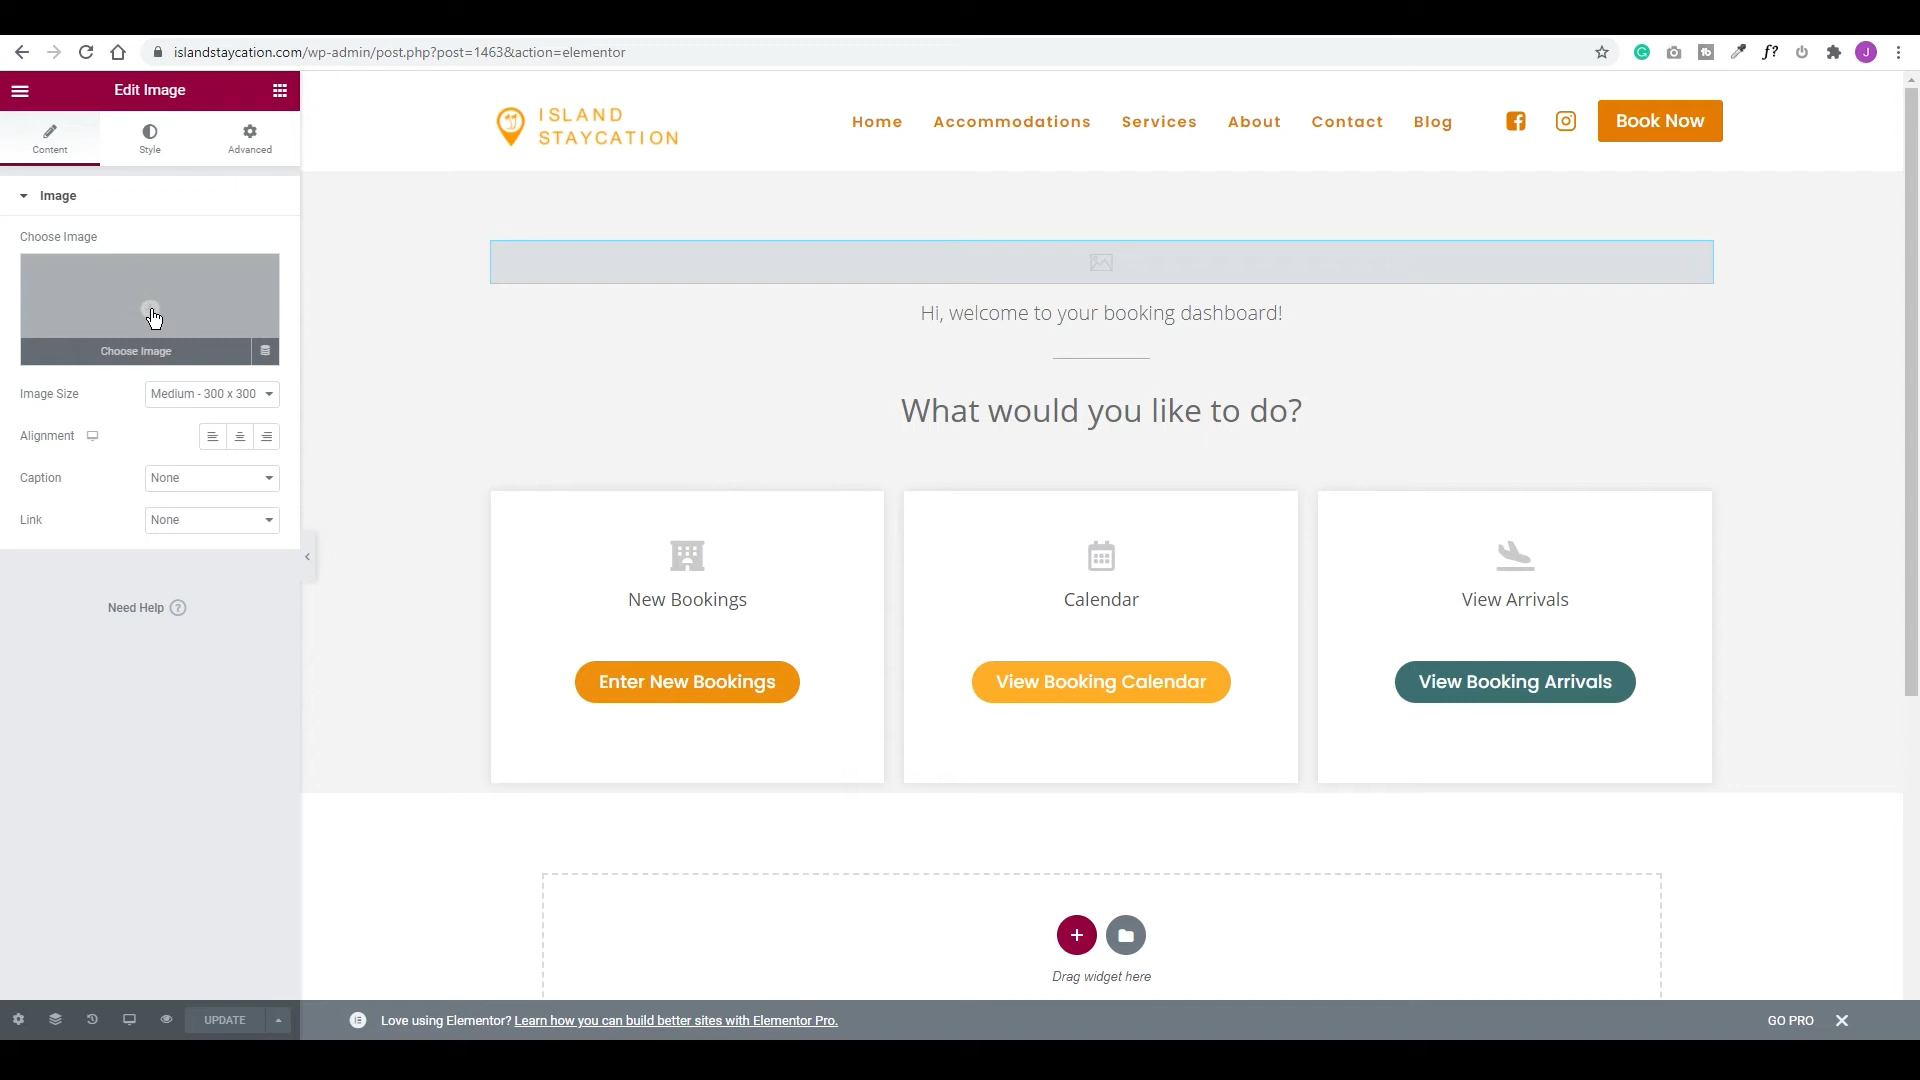 islandstaycation.com/wp-admin/post.php?post=1463&action=elementor
f?
J
Edit Image
Content
Style
Advanced
Image
Choose Image
Choose Image
Image Size
Medium - 300 x 300
Alignment
Caption
None
Link
None
Need Help ?
UPDATE
ISLAND
STAYCATION
Home
Accommodations
Services
About
Contact
Blog
Book Now
Hi, welcome to your booking dashboard!
What would you like to do?
New Bookings
Enter New Bookings
Calendar
View Booking Calendar
View Arrivals
View Booking Arrivals
Drag widget here
Love using Elementor? Learn how you can build better sites with Elementor Pro.
GO PRO